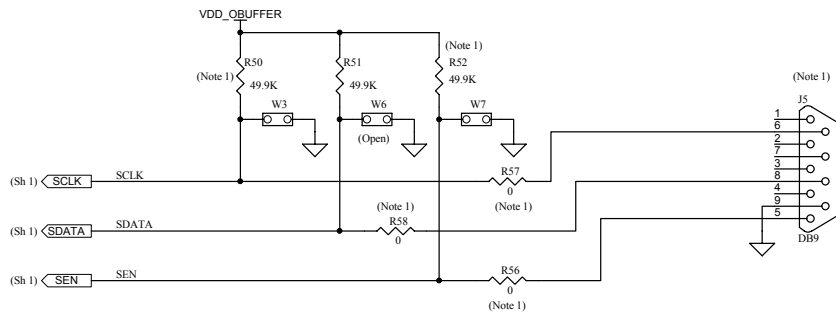 VDD_OBUFFER
(Note 1)
R50
R51
R52
(Note 1)
49.9K
49.9K
49.9K
(Note 1)
W3
W6
W7
J5
(Open)
1
6
2
7
3
8
4
9
5
(Sh 1) SCLK SCLK
R57
0
(Note 1)
(Note 1)
(Sh 1) SDATA SDATA
R58
0
DB9
(Sh 1) SEN SEN
R56
0
(Note 1)